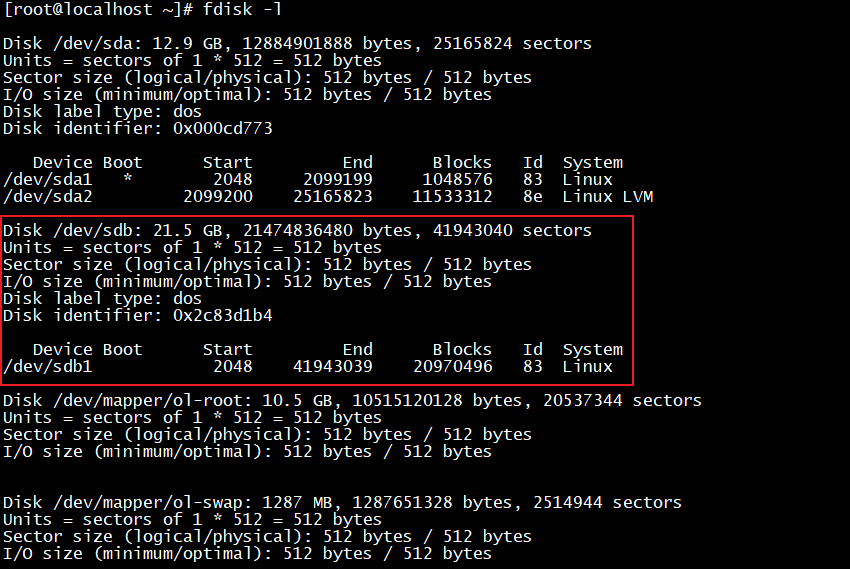 [root@localhost ~]# fdisk -l
Disk /dev/sda: 12.9 GB, 12884901888 bytes, 25165824 sectors
Units = sectors of 1 * 512 = 512 bytes
Sector size (logical/physical): 512 bytes / 512 bytes
I/O size (minimum/optimal): 512 bytes / 512 bytes
Disk label type: dos
Disk identifier: 0x000cd773
Device Boot Start End Blocks Id System
/dev/sda1 * 2048 2099199 1048576 83 Linux
/dev/sda2 2099200 25165823 11533312 8e Linux LVM
Disk /dev/sdb: 21.5 GB, 21474836480 bytes, 41943040 sectors
Units = sectors of 1 * 512 = 512 bytes
Sector size (logical/physical): 512 bytes / 512 bytes
I/O size (minimum/optimal): 512 bytes / 512 bytes
Disk label type: dos
Disk identifier: 0x2c83d1b4
Device Boot Start End Blocks Id System
/dev/sdb1 2048 41943039 20970496 83 Linux
Disk /dev/mapper/ol-root: 10.5 GB, 10515120128 bytes, 20537344 sectors
Units = sectors of 1 * 512 = 512 bytes
Sector size (logical/physical): 512 bytes / 512 bytes
I/O size (minimum/optimal): 512 bytes / 512 bytes
Disk /dev/mapper/ol-swap: 1287 MB, 1287651328 bytes, 2514944 sectors
Units = sectors of 1 * 512 = 512 bytes
Sector size (logical/physical): 512 bytes / 512 bytes
I/O size (minimum/optimal): 512 bytes / 512 bytes